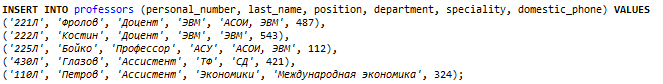 INSERT INTO professors (personal_number, last_name, position, department, speciality, domestic_phone) VALUES
('221Л', 'Фролов', 'Доцент', 'ЭВМ', 'АСОИ, ЭВМ', 487),
('222Л', 'Костин', 'Доцент', 'ЭВМ', 'ЭВМ', 543),
('225Л', 'Бойко', 'Профессор', 'АСУ', 'АСОИ, ЭВМ', 112),
('430Л', 'Глазов', 'Ассистент', 'ТФ', 'СД', 421),
('110Л', 'Петров', 'Ассистент', 'Экономики', 'Международная экономика', 324);